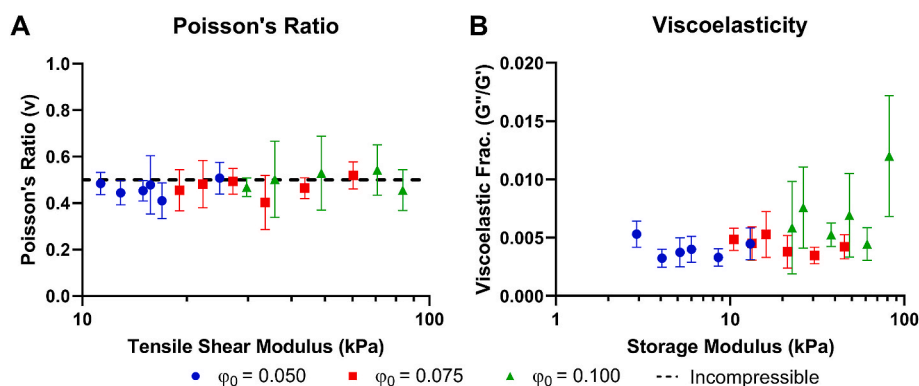 A
Poisson's Ratio
Poisson's Ratio (v)
1.0
0.8
0.6
0.4
0.2
0.0
10
100
Tensile Shear Modulus (kPa)
B
Viscoelasticity
Viscoelastic Frac. (G''/G')
0.020
0.015
0.010
0.005
0.000
1
10
100
Storage Modulus (kPa)
φ₀ = 0.050
φ₀ = 0.075
φ₀ = 0.100
Incompressible